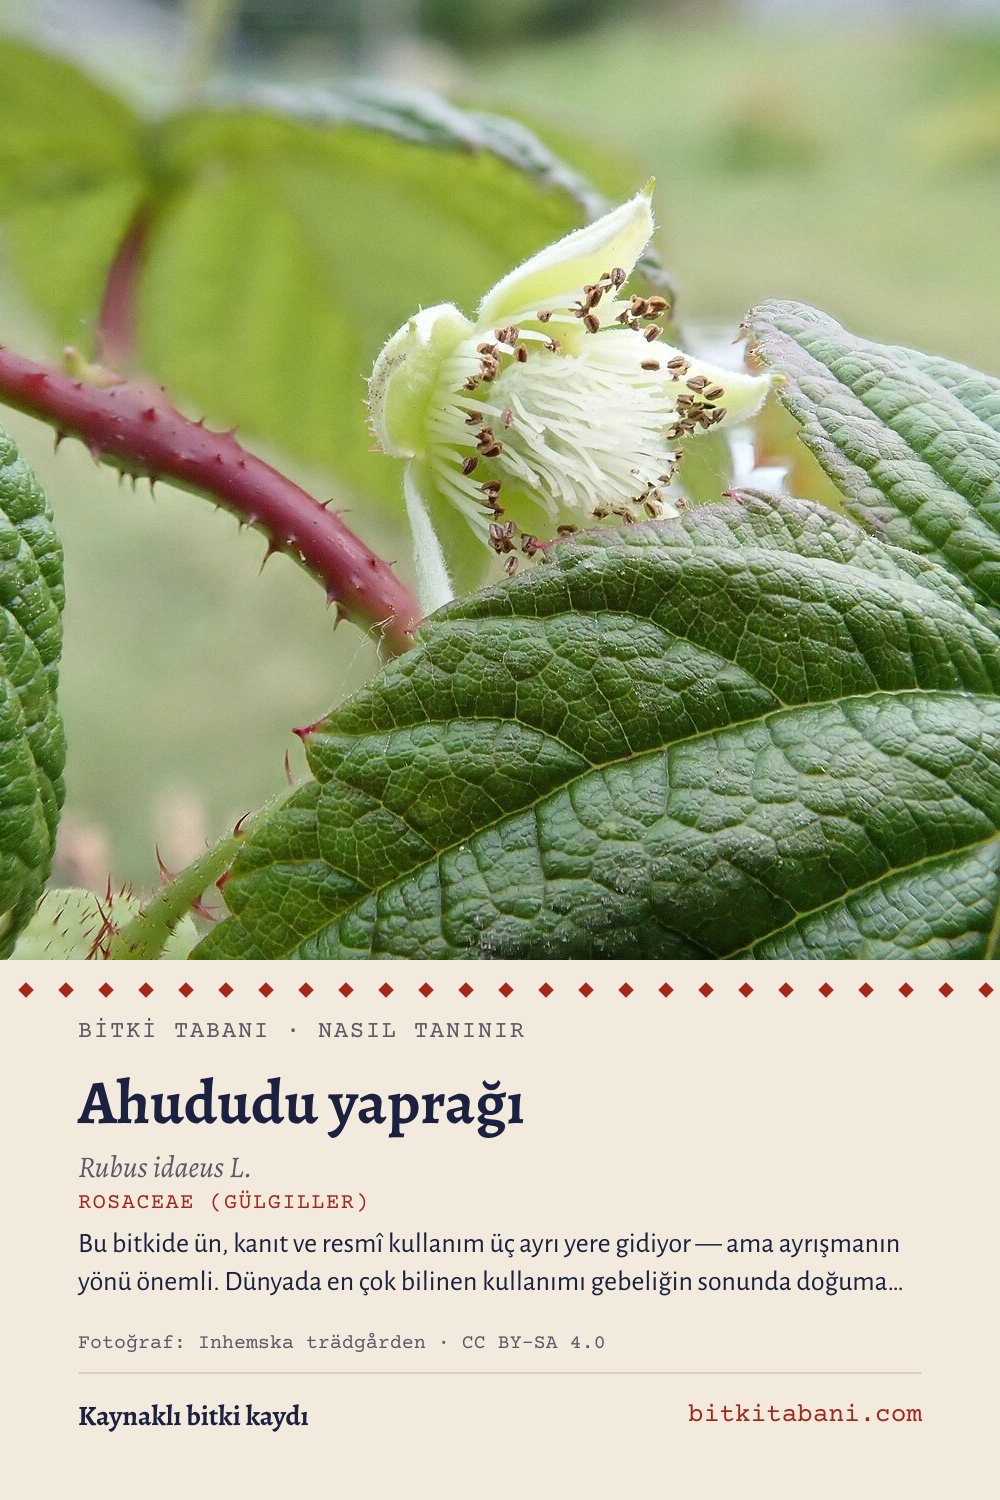 BİTKİ TABANI · NASIL TANINIR
Ahududu yaprağı
Rubus idaeus L.
ROSACEAE (GÜLGILLER)
Bu bitkide ün, kanıt ve resmî kullanım üç ayrı yere gidiyor — ama ayrışmanın
yönü önemli. Dünyada en çok bilinen kullanımı gebeliğin sonunda doğuma…
Fotoğraf: Inhemska trädgården · CC BY-SA 4.0
Kaynaklı bitki kaydı
bitkitabani.com